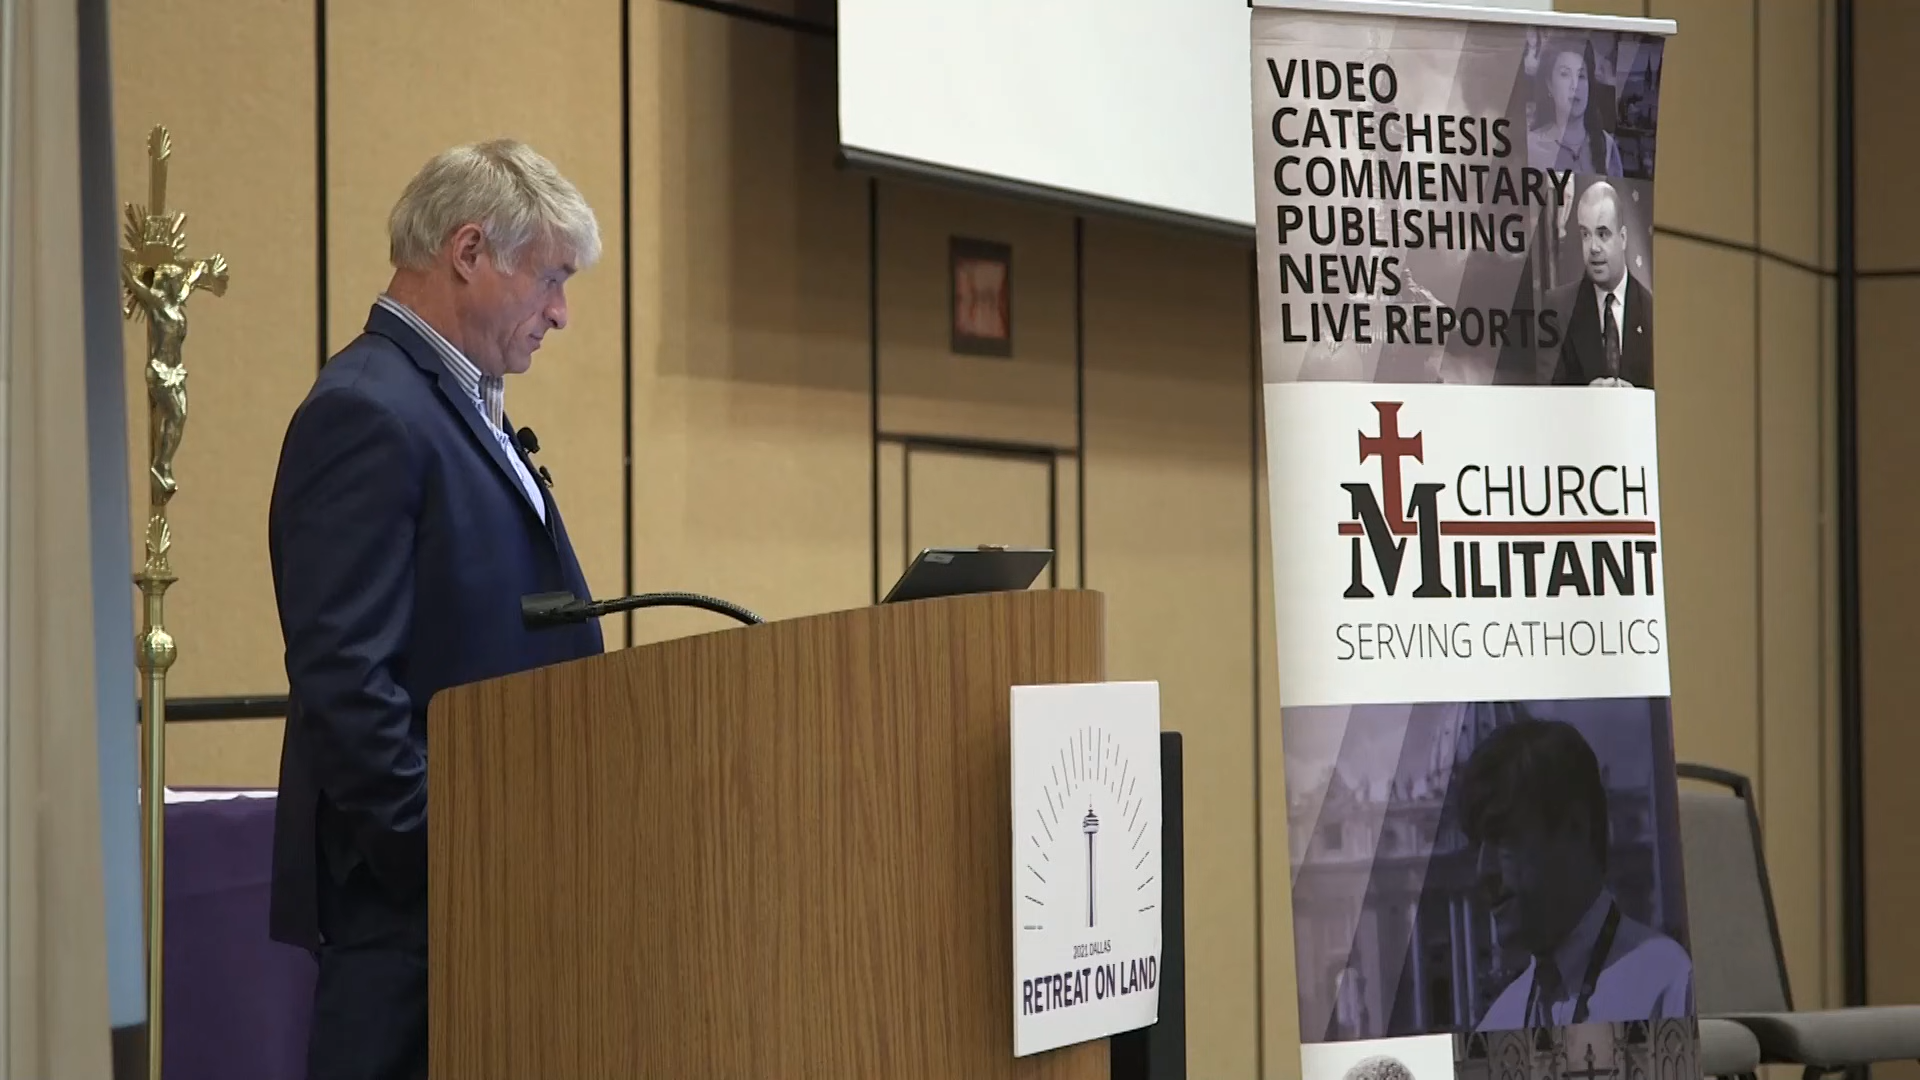 VIDEO
CATECHESIS
COMMENTARY
PUBLISHING
NEWS
LIVE REPORTS
CHURCH
MILITANT
SERVING CATHOLICS
2021 DALLAS
RETREAT ON LAND